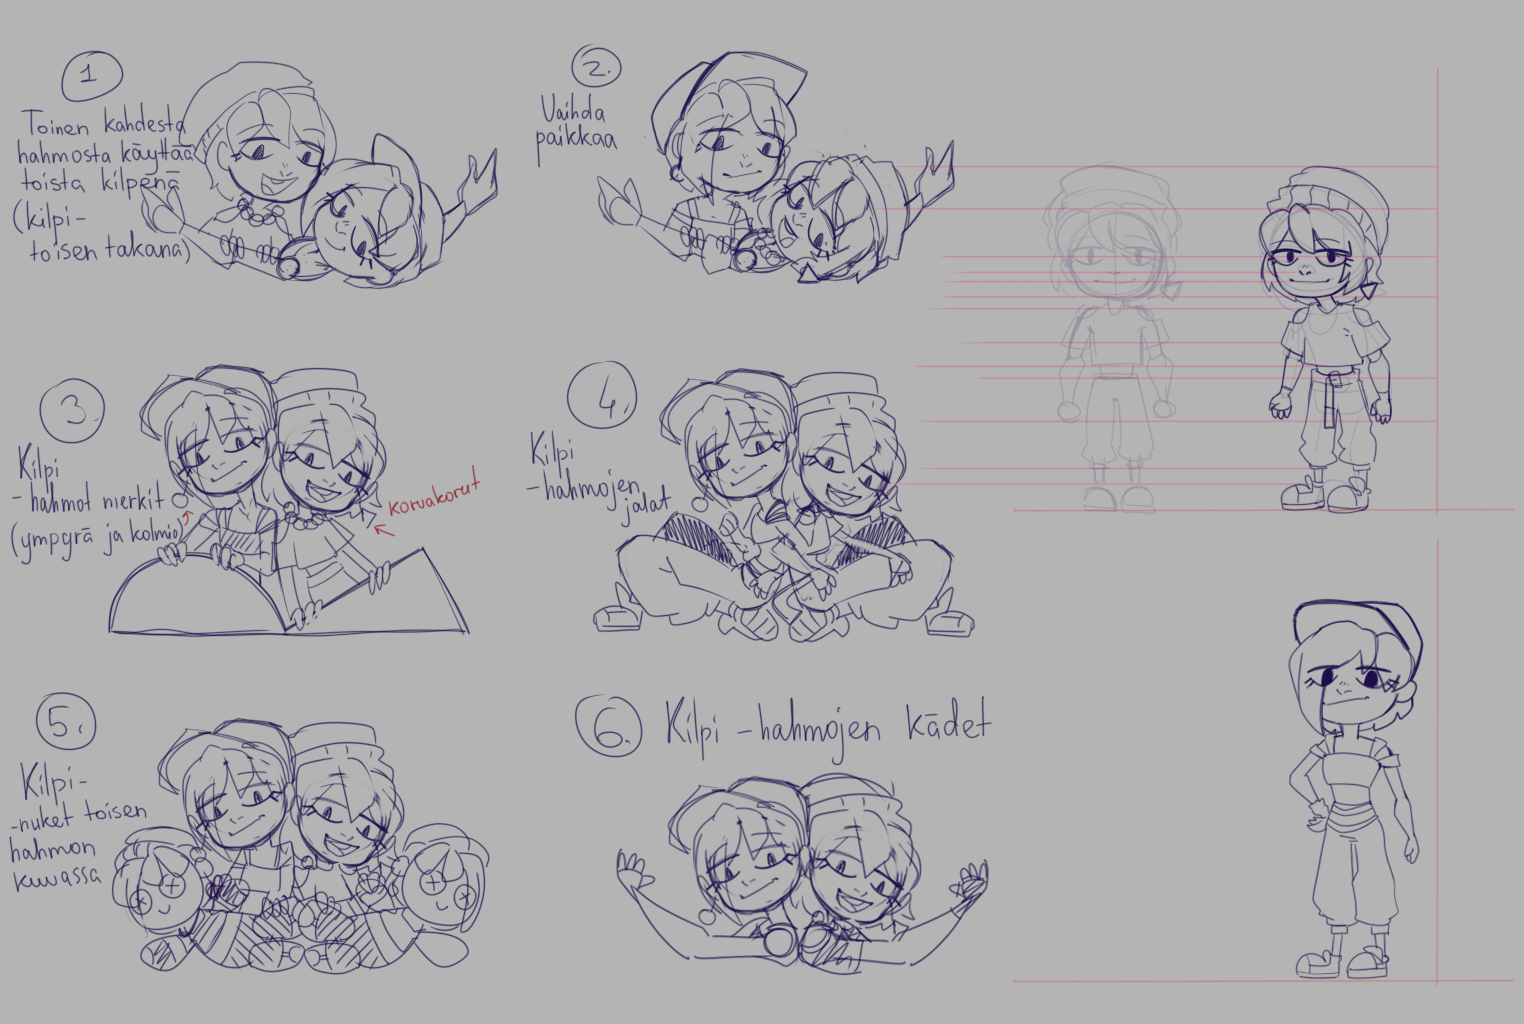 1
Toinen kahdesta
hahmosta käyttää
toista kilpenä
(kilpi-
toisen takana)
2.
Vaihda
paikkaa
3.
Kilpi
- hahmot merkit
(ympyrä ja kolmio)
korvakorut
4.
Kilpi
- hahmojen
jalat
5.
Kilpi-
-nuket toisen
hahmon
kuvassa
6.
Kilpi - hahmojen kädet